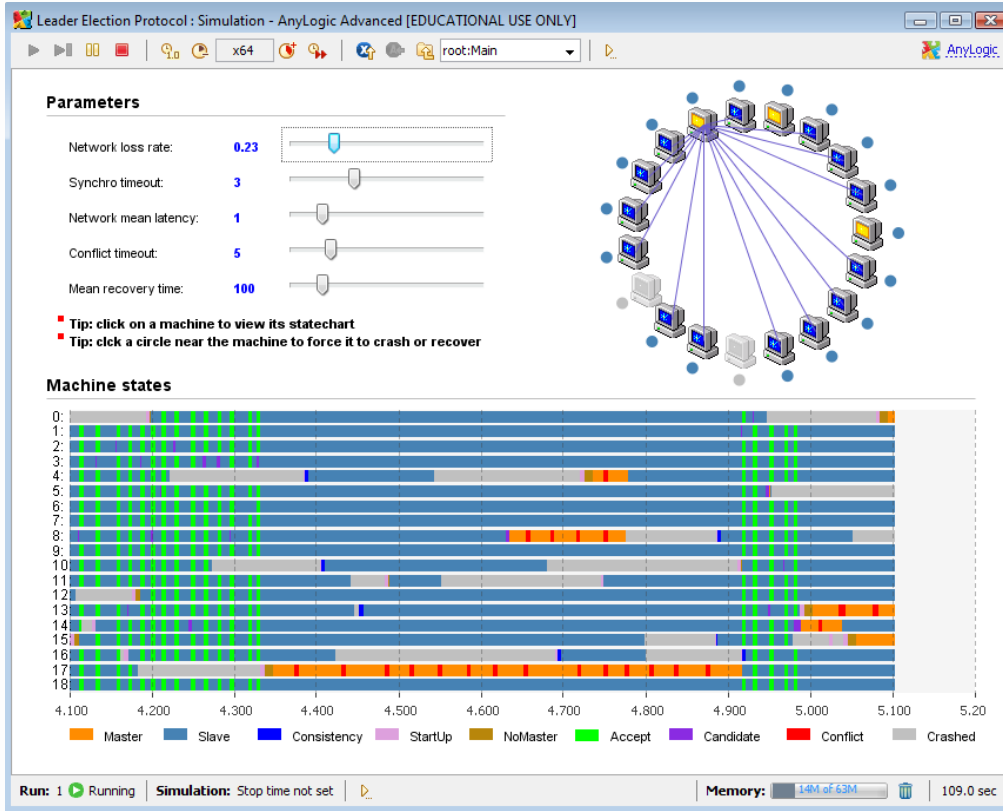 Leader Election Protocol : Simulation - AnyLogic Advanced [EDUCATIONAL USE ONLY]
x64 root:Main AnyLogic
Parameters
Network loss rate: 0.23
Synchro timeout: 3
Network mean latency: 1
Conflict timeout: 5
Mean recovery time: 100
Tip: click on a machine to view its statechart
Tip: clck a circle near the machine to force it to crash or recover
Machine states
0:
1:
2:
3:
4:
5:
6:
7:
8:
9:
10:
11:
12:
13:
14:
15:
16:
17:
18:
4.100 4.200 4.300 4.400 4.500 4.600 4.700 4.800 4.900 5.000 5.100 5.20
Master Slave Consistency StartUp NoMaster Accept Candidate Conflict Crashed
Run: 1 Running Simulation: Stop time not set Memory: 14M of 63M 109.0 sec